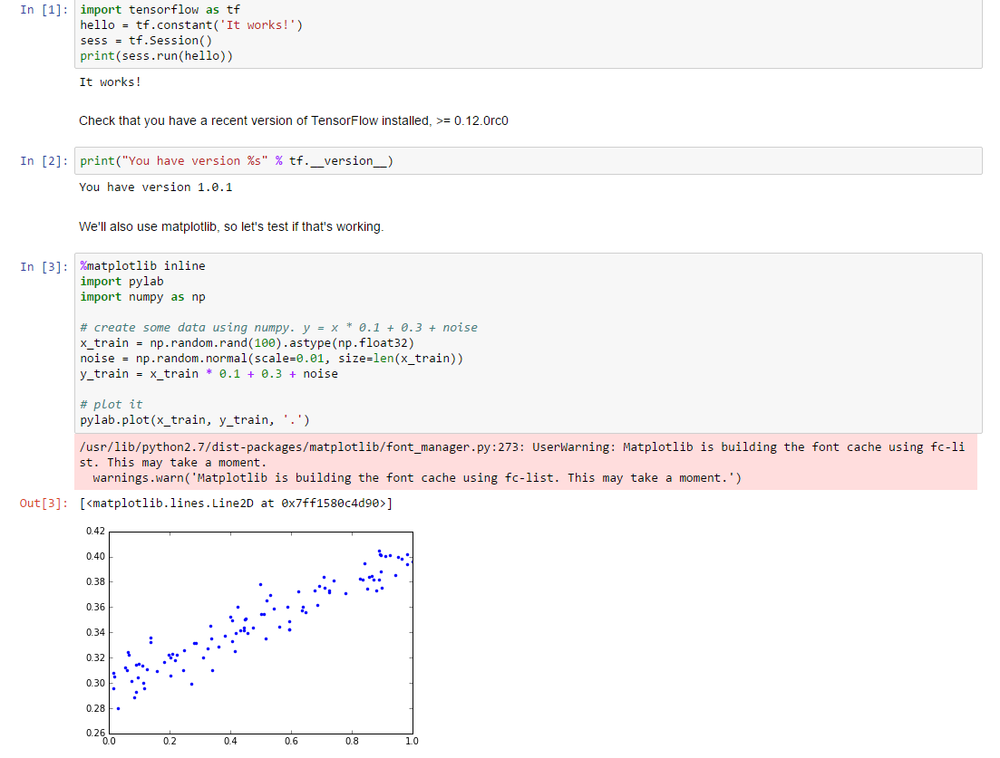 In [1]: import tensorflow as tf
hello = tf.constant('It works!')
sess = tf.Session()
print(sess.run(hello))
It works!
Check that you have a recent version of TensorFlow installed, >= 0.12.0rc0
In [2]: print("You have version %s" % tf.__version__)
You have version 1.0.1
We'll also use matplotlib, so let's test if that's working.
In [3]: %matplotlib inline
import pylab
import numpy as np
# create some data using numpy. y = x * 0.1 + 0.3 + noise
x_train = np.random.rand(100).astype(np.float32)
noise = np.random.normal(scale=0.01, size=len(x_train))
y_train = x_train * 0.1 + 0.3 + noise
# plot it
pylab.plot(x_train, y_train, '.')
/usr/lib/python2.7/dist-packages/matplotlib/font_manager.py:273: UserWarning: Matplotlib is building the font cache using fc-li
st. This may take a moment.
warnings.warn('Matplotlib is building the font cache using fc-list. This may take a moment.')
Out[3]: [<matplotlib.lines.Line2D at 0x7ff1580c4d90>]
0.42
0.40
0.38
0.36
0.34
0.32
0.30
0.28
0.26
0.0 0.2 0.4 0.6 0.8 1.0